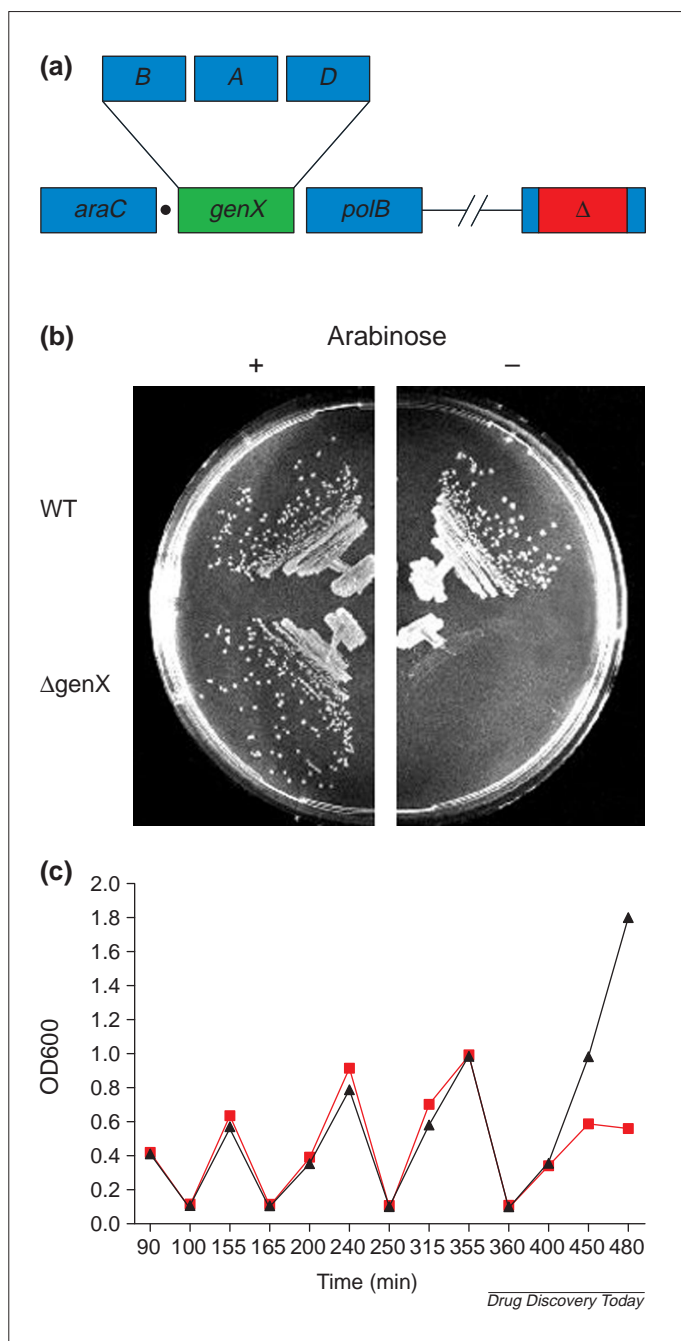 (a)
B A D
araC genX polB Δ
(b)
Arabinose
+ −
WT
ΔgenX
(c)
2.0
1.8
1.6
1.4
1.2
1.0
0.8
0.6
0.4
0.2
0.0
OD600
90 100 155 165 200 240 250 315 355 360 400 450 480
Time (min)
Drug Discovery Today